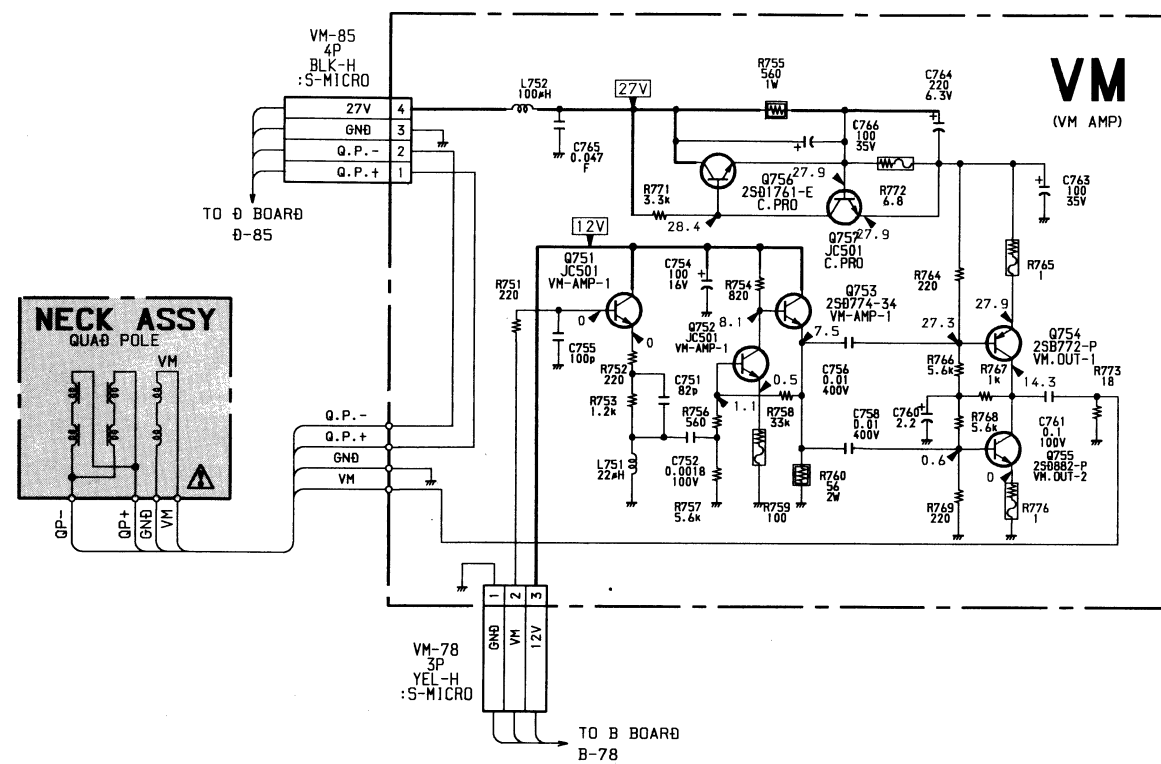 VM-85
4P
BLK-H
:S-MICRO
27V 4
GND 3
Q.P.- 2
Q.P.+ 1
TO D BOARD
D-85
L752
100μH
C765
0.047
F
27V
R755
560
1W
C764
220
6.3V
VM
(VM AMP)
C766
100
35V
Q756
2SD1761-E
C.PRO
27.9
R772
6.8
C763
100
35V
R771
3.3k
28.4
Q757
JC501
C.PRO
27.9
12V
Q751
JC501
VM-AMP-1
R751
220
0
C755
100p
0
C754
100
16V
R754
820
Q753
2SD774-34
VM-AMP-1
R764
220
R765
1
27.9
8.1
Q752
JC501
VM-AMP-1
7.5
27.3
Q754
2SB772-P
VM.OUT-1
R752
220
R753
1.2k
C751
82p
0.5
1.1
C756
0.01
400V
R766
5.6k
R767
1k
14.3
R773
18
R756
560
R758
33k
C758
0.01
400V
C760
2.2
R768
5.6k
C761
0.1
100V
L751
22μH
C752
0.0018
100V
R757
5.6k
R759
100
R760
56
2W
0.6
0
Q755
2SD882-P
VM.OUT-2
R769
220
R776
1
NECK ASSY
QUAD POLE
VM
QP-
QP+
GND
VM
Q.P.-
Q.P.+
GND
VM
1 2 3
GND
VM
12V
VM-78
3P
YEL-H
:S-MICRO
TO B BOARD
B-78